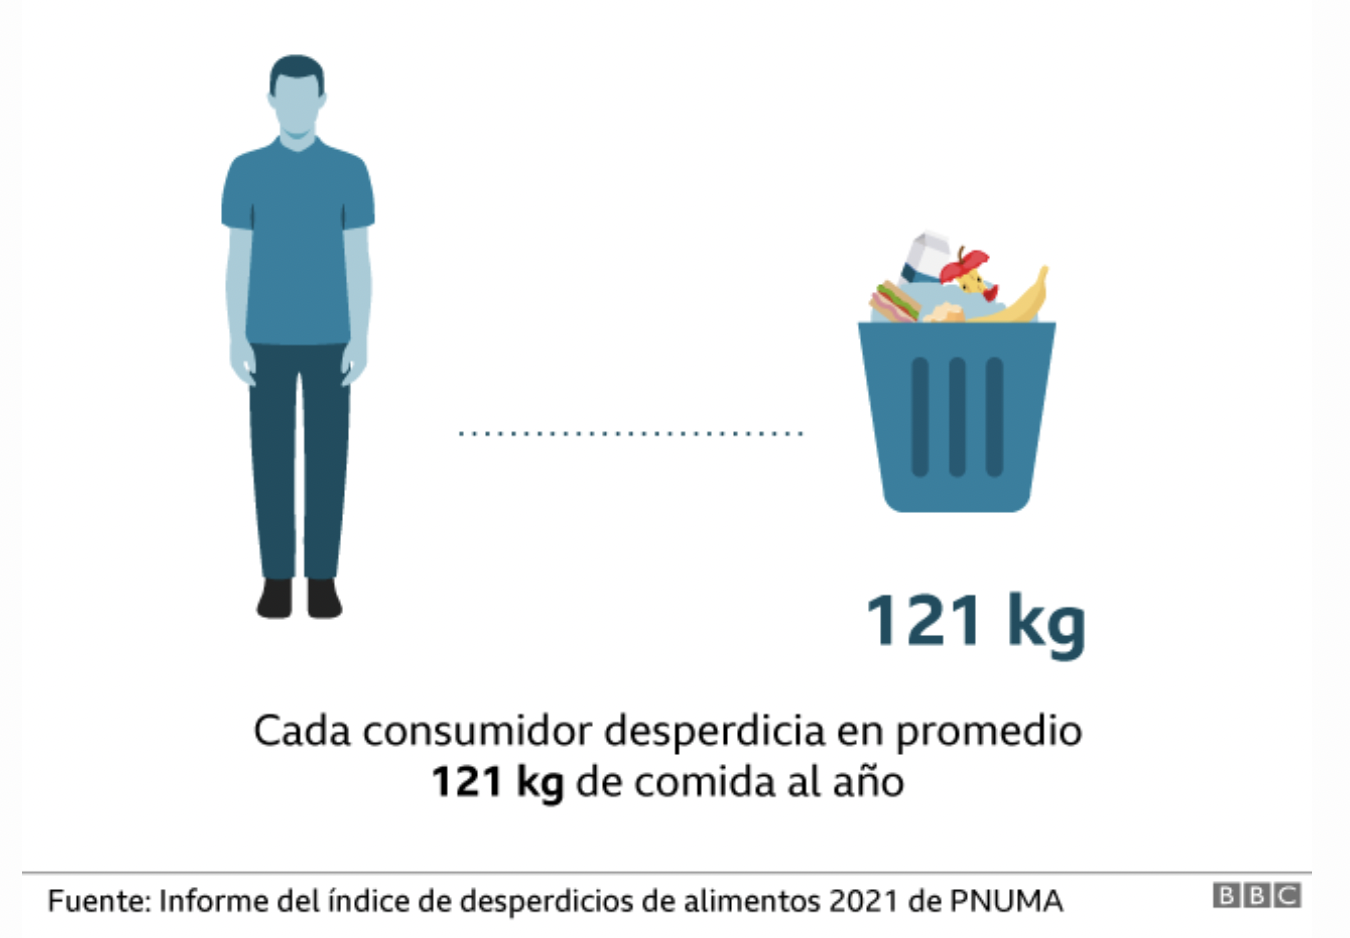 121 kg
Cada consumidor desperdicia en promedio
121 kg de comida al año
Fuente: Informe del índice de desperdicios de alimentos 2021 de PNUMA
BBC